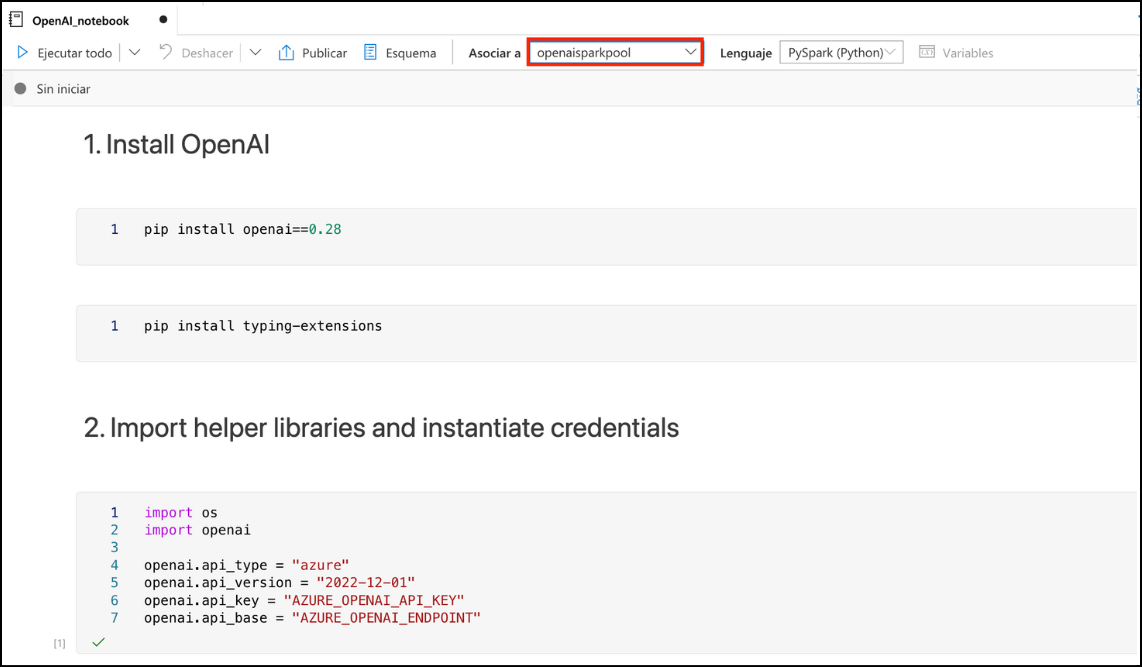 OpenAI_notebook
Ejecutar todo Deshacer Publicar Esquema Asociar a openaisparkpool Lenguaje PySpark (Python) Variables
Sin iniciar
1. Install OpenAI
1 pip install openai==0.28
1 pip install typing-extensions
2. Import helper libraries and instantiate credentials
1 import os
2 import openai
3
4 openai.api_type = "azure"
5 openai.api_version = "2022-12-01"
6 openai.api_key = "AZURE_OPENAI_API_KEY"
7 openai.api_base = "AZURE_OPENAI_ENDPOINT"
[1]